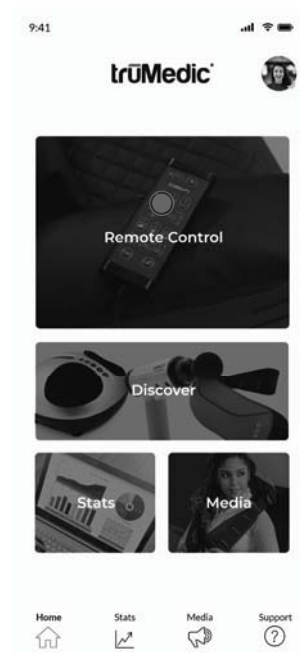 9:41
trūMedic
Remote Control
Discover
Stats
Media
Home Stats Media Support
?